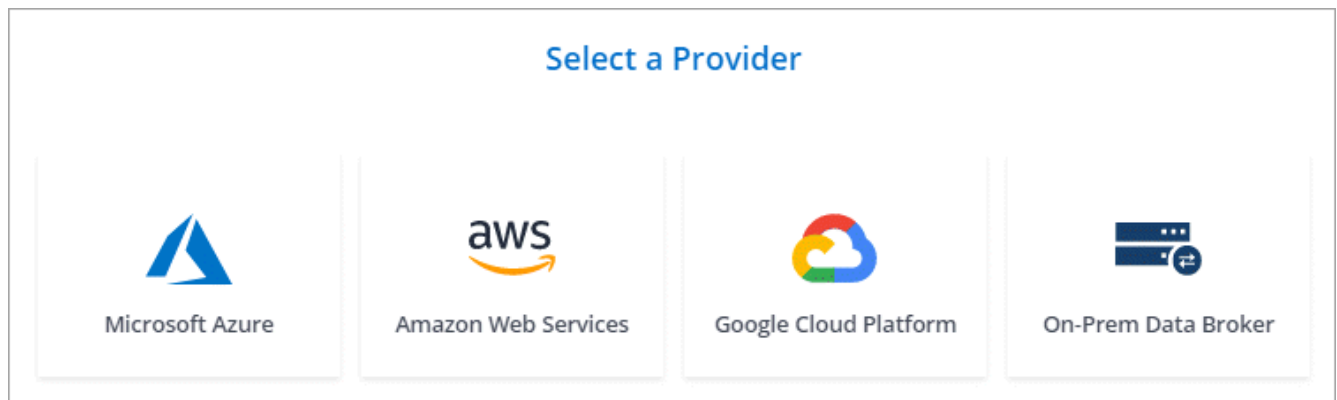 Select a Provider
aws
Microsoft Azure
Amazon Web Services
Google Cloud Platform
On-Prem Data Broker